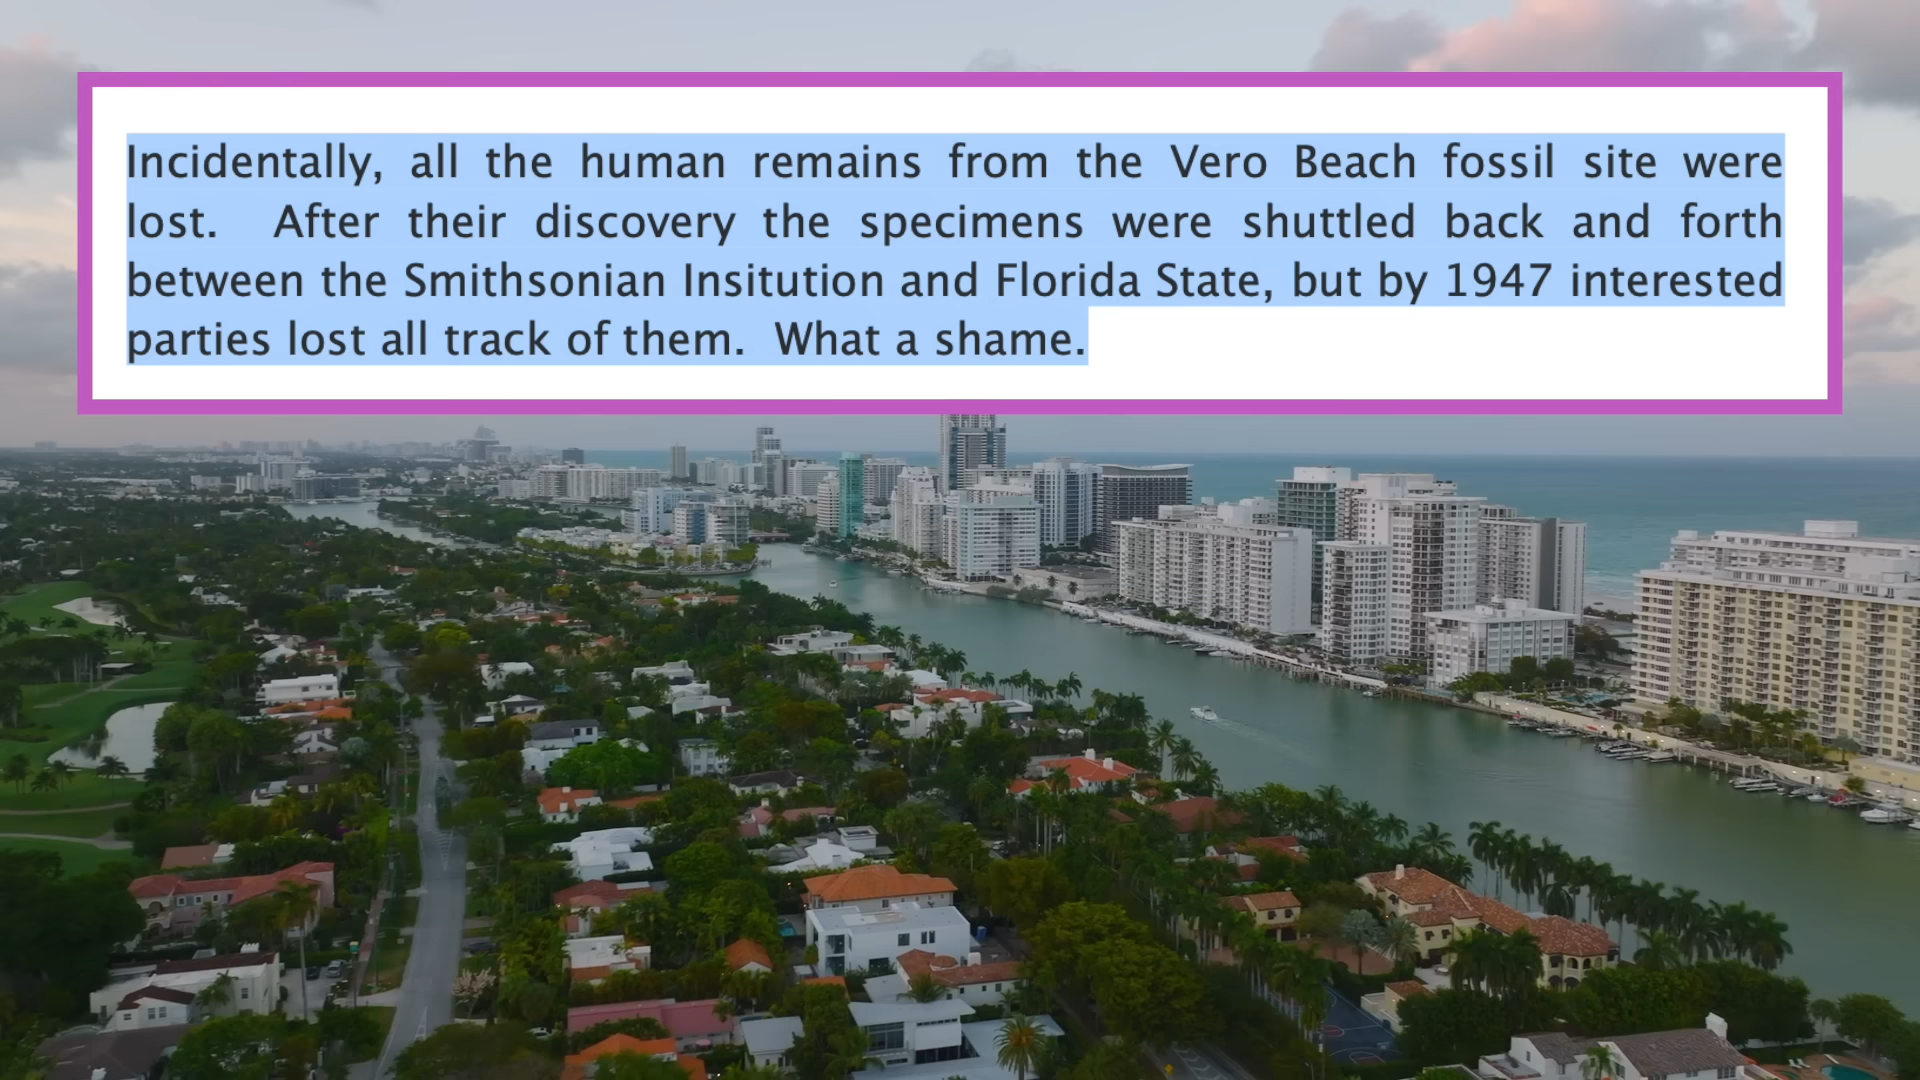 Incidentally, all the human remains from the Vero Beach fossil site were
lost.  After their discovery the specimens were shuttled back and forth
between the Smithsonian Insitution and Florida State, but by 1947 interested
parties lost all track of them.  What a shame.